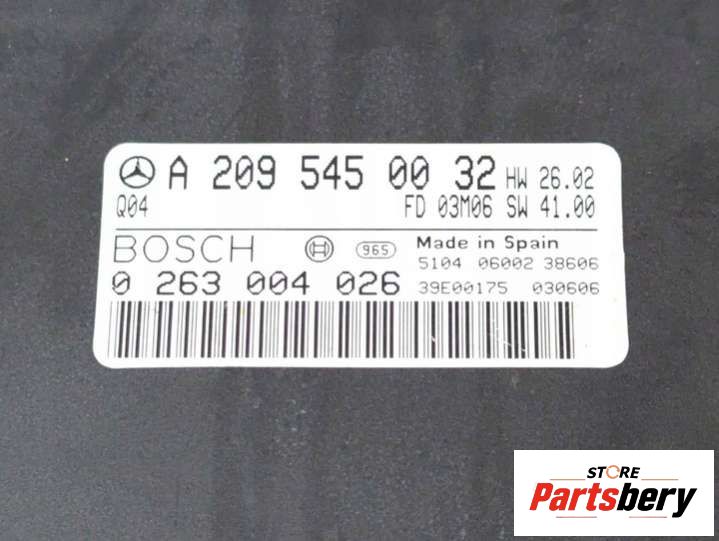 A 209 545 00 32 HW 26.02
Q04 FD 03M06 SW 41.00
BOSCH 965 Made in Spain
5104 06002 38606
0 263 004 026 39E00175 030606
STORE
Partsbery